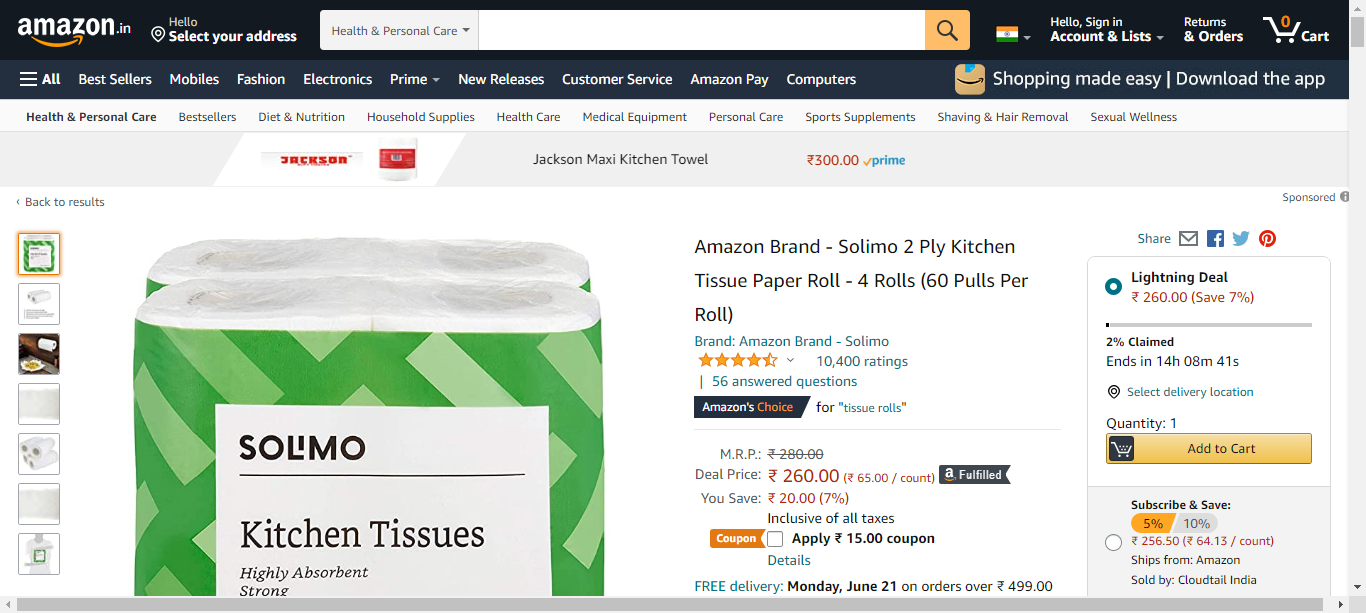 amazon.in
Hello
Select your address
Health & Personal Care
Hello, Sign in
Account & Lists
Returns
& Orders
0
Cart
All Best Sellers Mobiles Fashion Electronics Prime New Releases Customer Service Amazon Pay Computers
Shopping made easy | Download the app
Health & Personal Care Bestsellers Diet & Nutrition Household Supplies Health Care Medical Equipment Personal Care Sports Supplements Shaving & Hair Removal Sexual Wellness
JACKSON
Jackson Maxi Kitchen Towel ₹300.00 prime
‹ Back to results
Sponsored
SOLIMO
Kitchen Tissues
Highly Absorbent
Strong
Amazon Brand - Solimo 2 Ply Kitchen
Tissue Paper Roll - 4 Rolls (60 Pulls Per
Roll)
Brand: Amazon Brand - Solimo
10,400 ratings
| 56 answered questions
Amazon's Choice for "tissue rolls"
M.R.P.: ₹ 280.00
Deal Price: ₹ 260.00 (₹ 65.00 / count) a Fulfilled
You Save: ₹ 20.00 (7%)
Inclusive of all taxes
Coupon Apply ₹ 15.00 coupon
Details
FREE delivery: Monday, June 21 on orders over ₹ 499.00
Share
Lightning Deal
₹ 260.00 (Save 7%)
2% Claimed
Ends in 14h 08m 41s
Select delivery location
Quantity: 1
Add to Cart
Subscribe & Save:
5% 10%
₹ 256.50 (₹ 64.13 / count)
Ships from: Amazon
Sold by: Cloudtail India